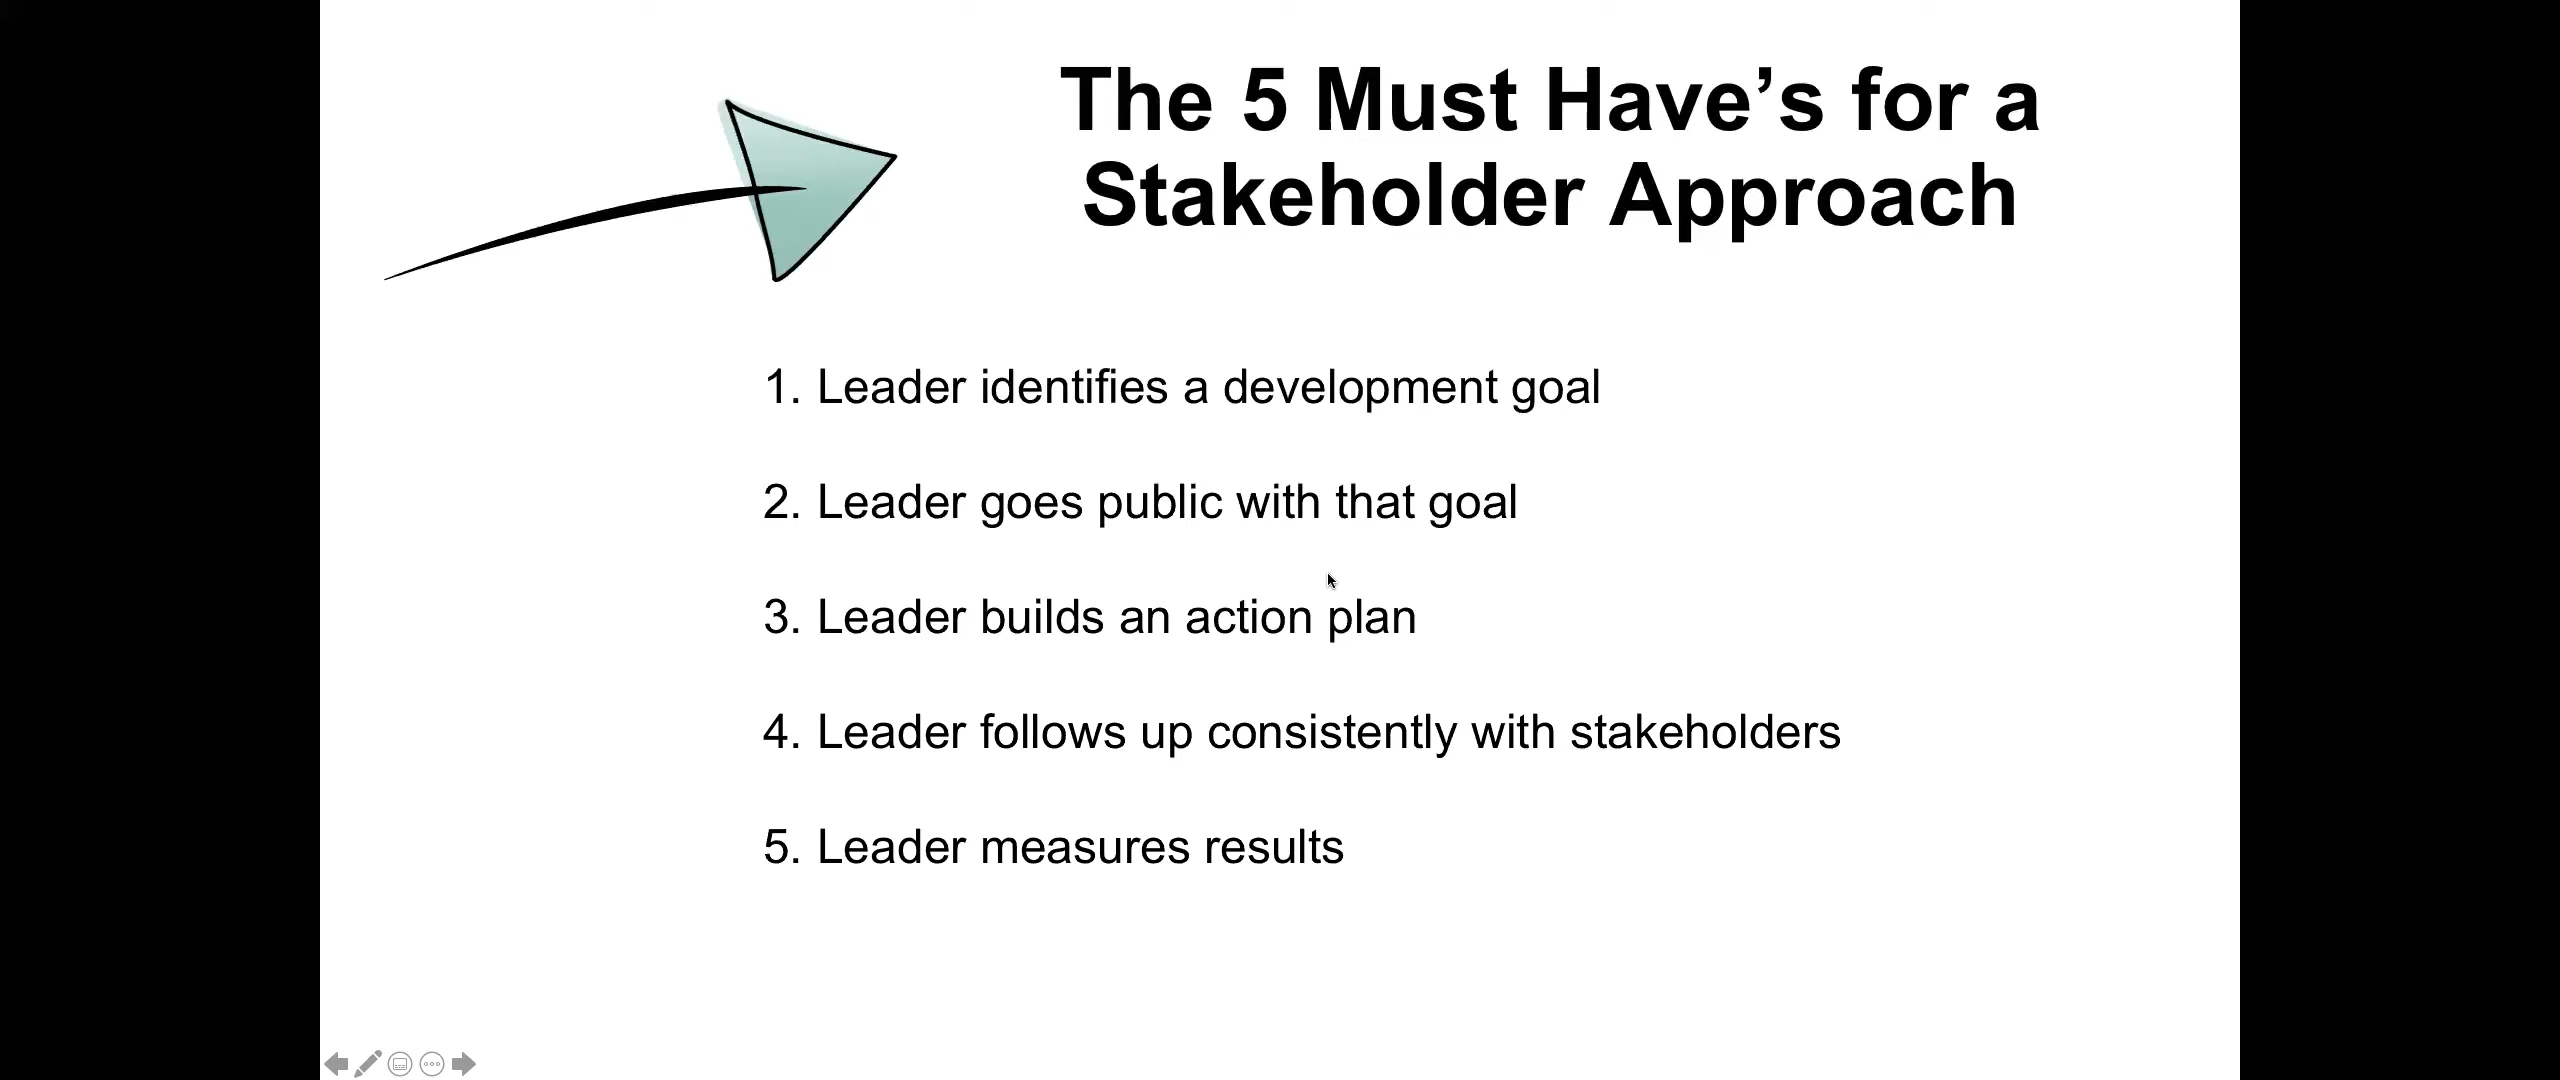 The 5 Must Have’s for a
Stakeholder Approach
1. Leader identifies a development goal
2. Leader goes public with that goal
3. Leader builds an action plan
4. Leader follows up consistently with stakeholders
5. Leader measures results